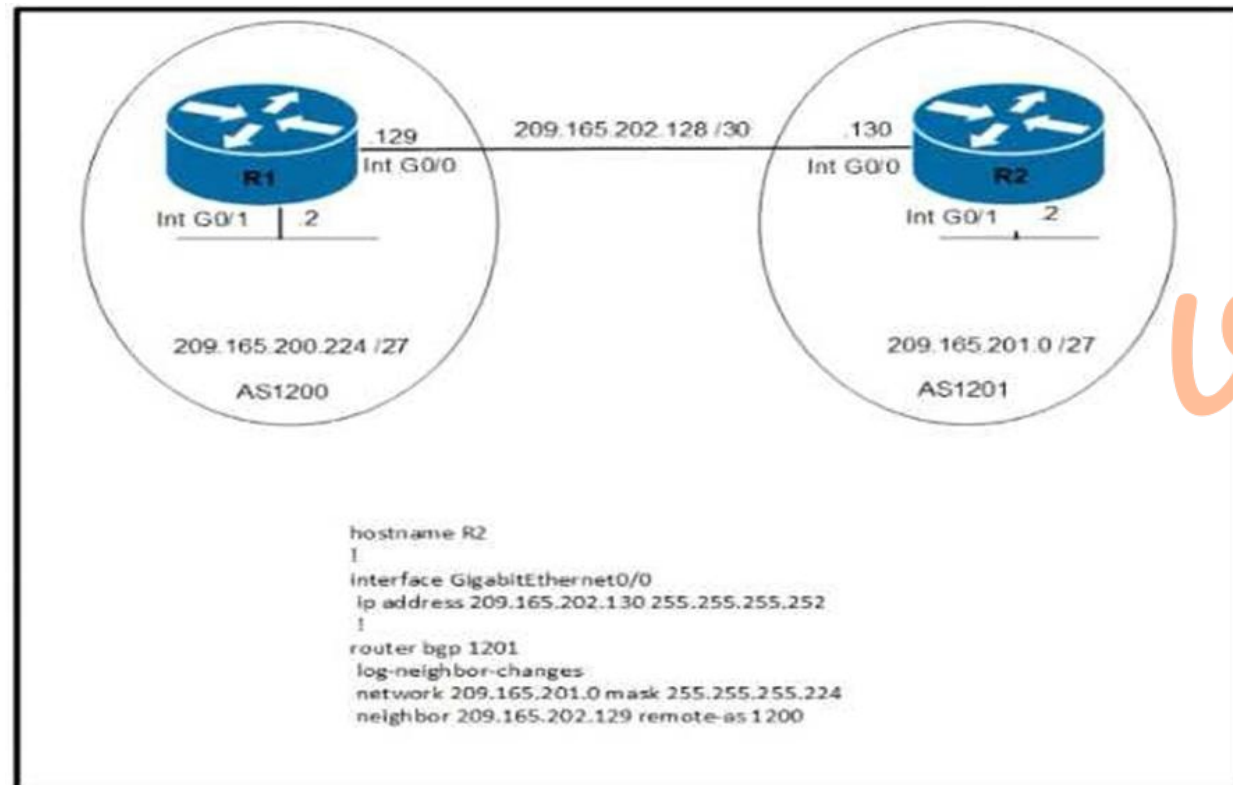 .129
209.165.202.128 /30
.130
Int G0/0
Int G0/0
R1
R2
Int G0/1
.2
Int G0/1
.2
209.165.200.224 /27
209.165.201.0 /27
AS1200
AS1201
hostname R2
!
interface GigabitEthernet0/0
ip address 209.165.202.130 255.255.255.252
!
router bgp 1201
log-neighbor-changes
network 209.165.201.0 mask 255.255.255.224
neighbor 209.165.202.129 remote-as 1200